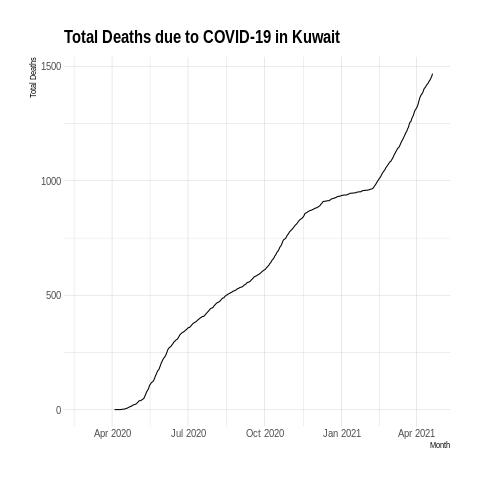 Total Deaths due to COVID-19 in Kuwait
Total Deaths
1500
1000
500
0
Apr 2020 Jul 2020 Oct 2020 Jan 2021 Apr 2021
Month